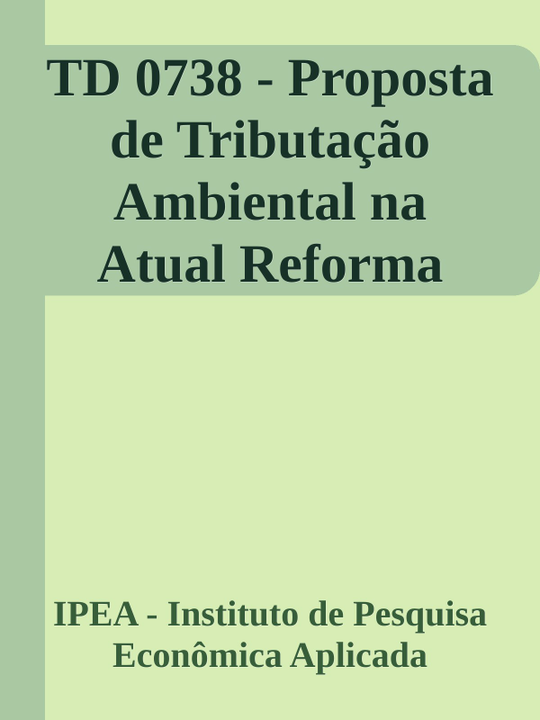 TD 0738 - Proposta
de Tributação
Ambiental na
Atual Reforma
IPEA - Instituto de Pesquisa
Econômica Aplicada